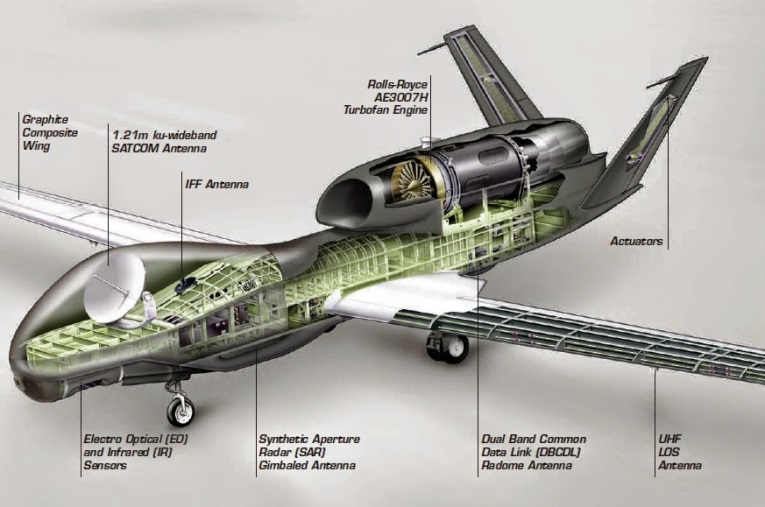 Rolls-Royce
AE3007H
Turbofan Engine
Graphite
Composite
Wing
1.21m ku-wideband
SATCOM Antenna
IFF Antenna
Actuators
Electro Optical (EO)
and Infrared (IR)
Sensors
Synthetic Aperture
Radar (SAR)
Gimbaled Antenna
Dual Band Common
Data Link (DBCDL)
Radome Antenna
UHF
LOS
Antenna